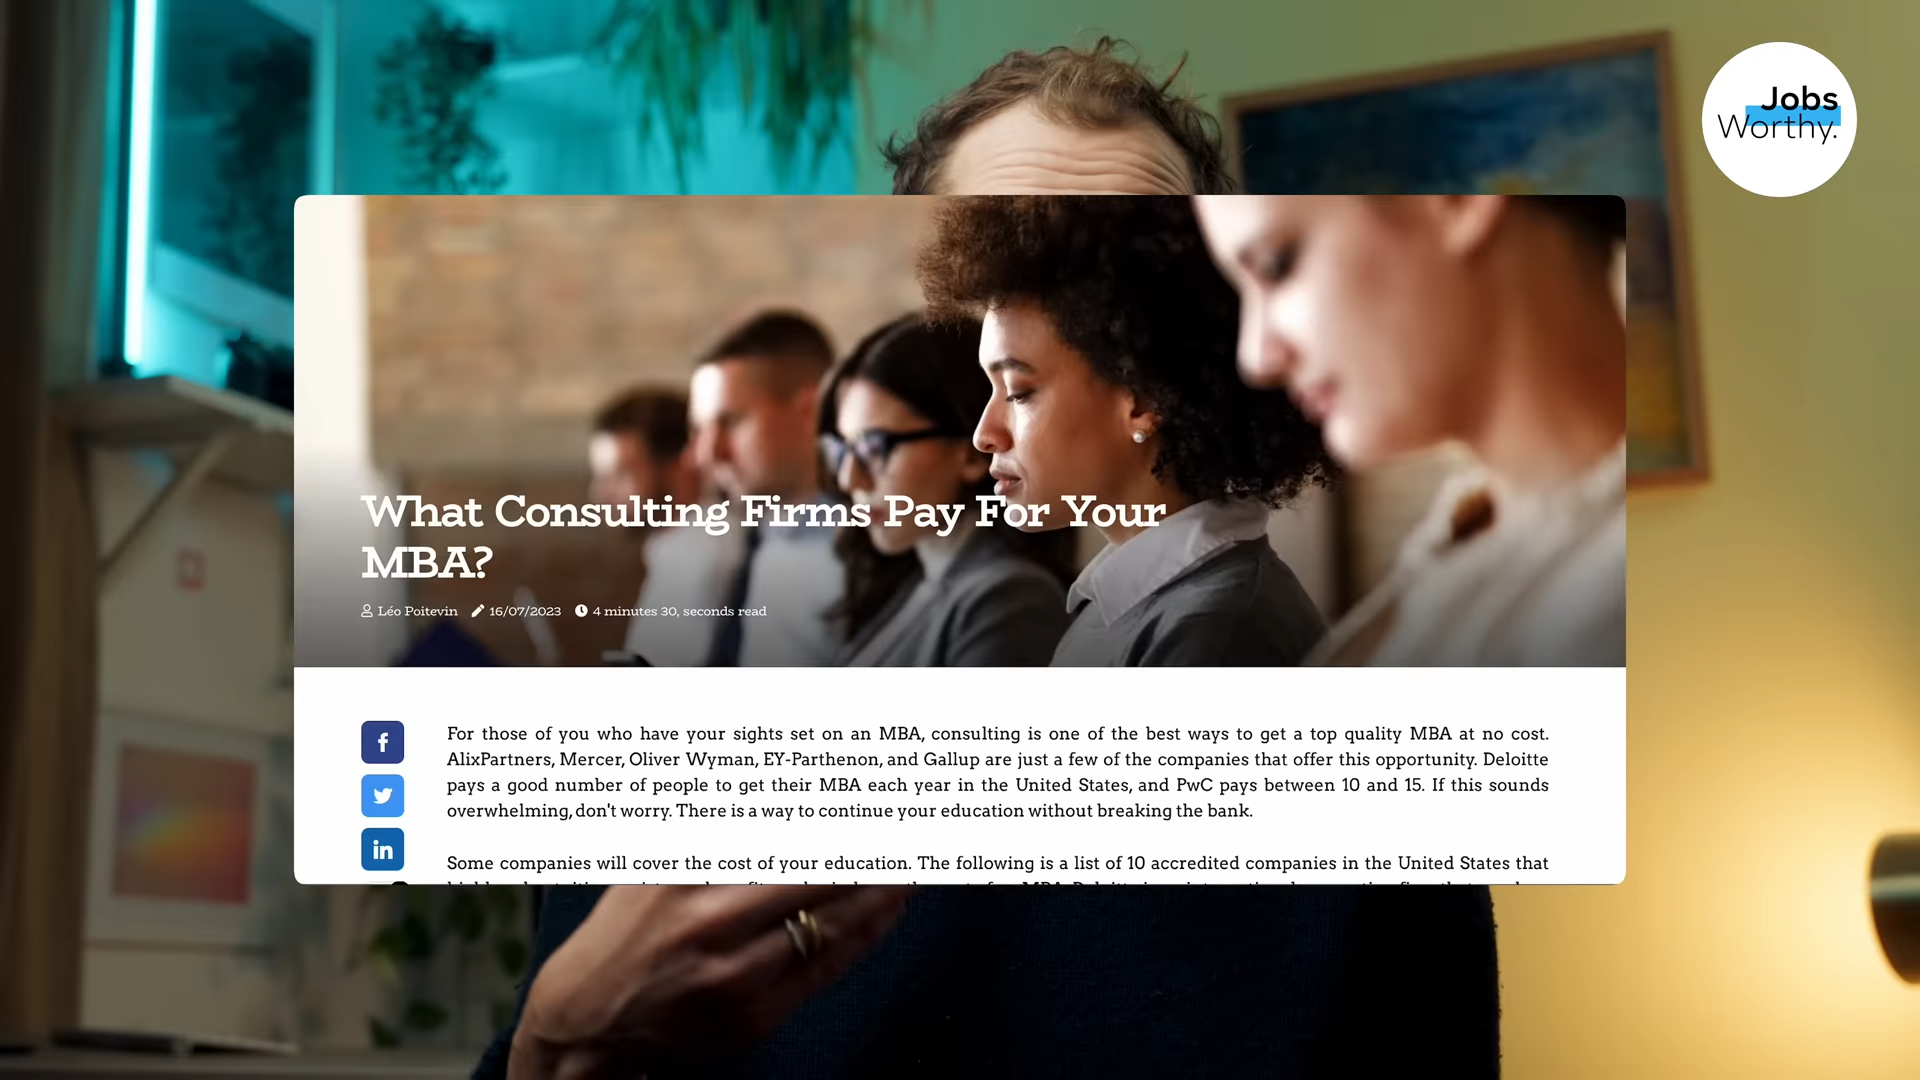 Jobs
Worthy.
What Consulting Firms Pay For Your
MBA?
Léo Poitevin 16/07/2023 4 minutes 30, seconds read
For those of you who have your sights set on an MBA, consulting is one of the best ways to get a top quality MBA at no cost.
AlixPartners, Mercer, Oliver Wyman, EY-Parthenon, and Gallup are just a few of the companies that offer this opportunity. Deloitte
pays a good number of people to get their MBA each year in the United States, and PwC pays between 10 and 15. If this sounds
overwhelming, don't worry. There is a way to continue your education without breaking the bank.
Some companies will cover the cost of your education. The following is a list of 10 accredited companies in the United States that